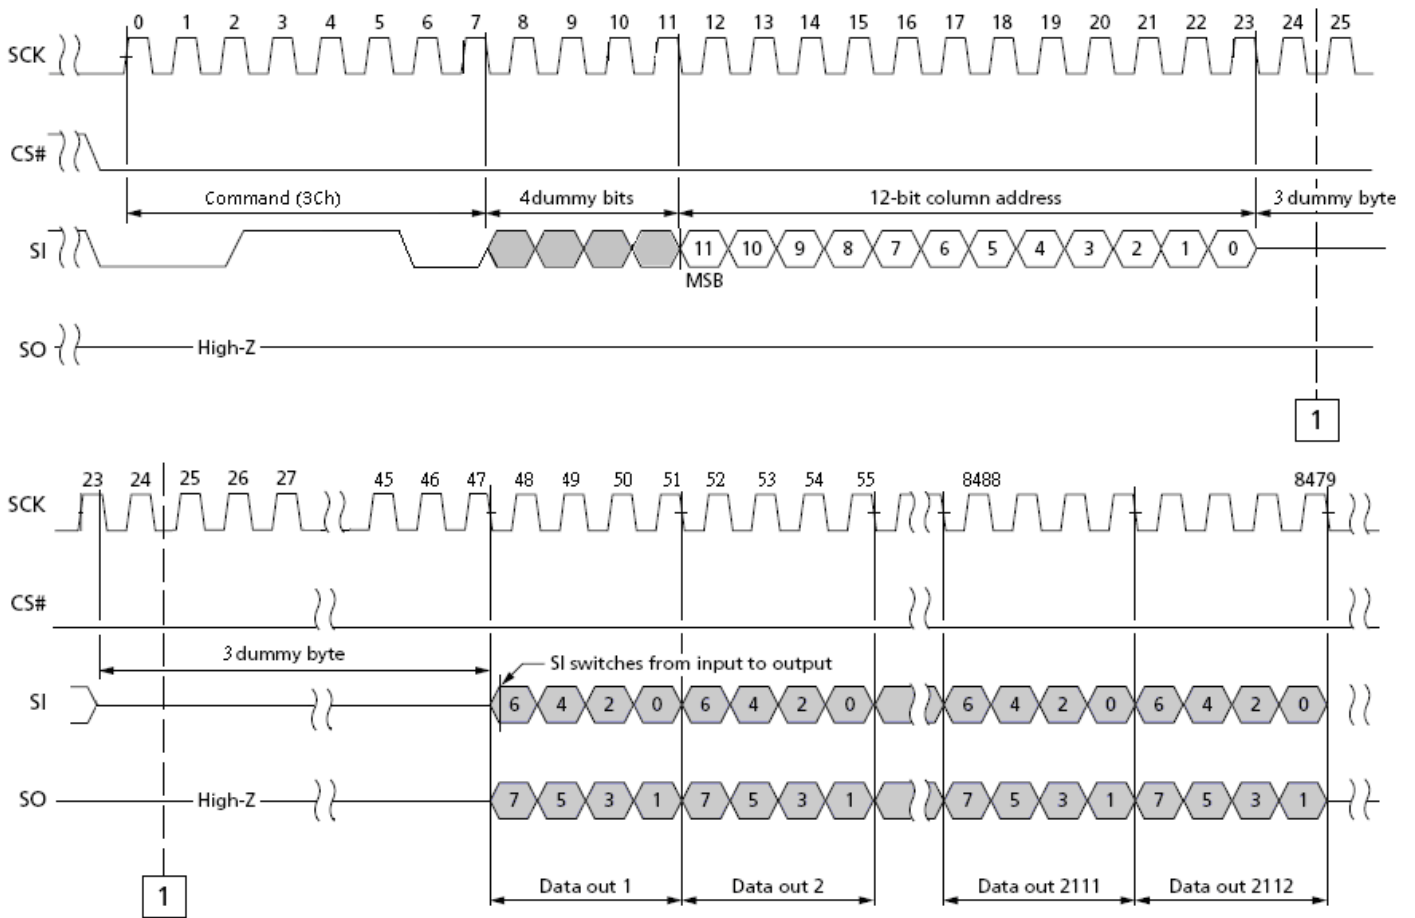 0 1 2 3 4 5 6 7 8 9 10 11 12 13 14 15 16 17 18 19 20 21 22 23 24 25
SCK
CS#
Command (3Ch) 4dummy bits 12-bit column address 3 dummy byte
SI 11 10 9 8 7 6 5 4 3 2 1 0
MSB
SO High-Z
1
23 24 25 26 27 45 46 47 48 49 50 51 52 53 54 55 8488 8479
SCK
CS#
3 dummy byte
SI switches from input to output
SI 6 4 2 0 6 4 2 0 6 4 2 0 6 4 2 0
SO High-Z 7 5 3 1 7 5 3 1 7 5 3 1 7 5 3 1
1
Data out 1 Data out 2 Data out 2111 Data out 2112